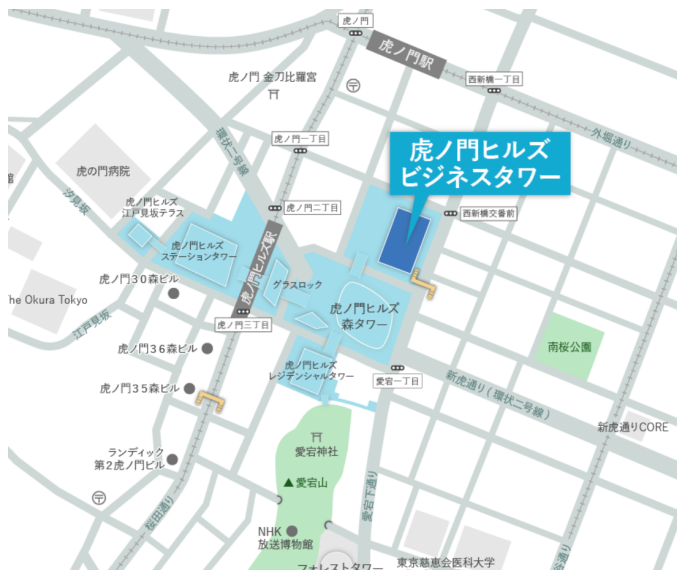 虎ノ門
虎ノ門駅
西新橋一丁目
虎ノ門 金刀比羅宮
外堀通り
環状二号線
虎ノ門一丁目
虎ノ門ヒルズ
ビジネスタワー
虎の門病院
汐見坂
虎ノ門ヒルズ
江戸見坂テラス
虎ノ門二丁目
西新橋交番前
虎ノ門ヒルズ
ステーションタワー
虎ノ門ヒルズ駅
虎ノ門30森ビル
グラスロック
The Okura Tokyo
江戸見坂
虎ノ門ヒルズ
森タワー
虎ノ門三丁目
虎ノ門36森ビル
南桜公園
虎ノ門ヒルズ
レジデンシャルタワー
愛宕一丁目
新虎通り(環状二号線)
虎ノ門35森ビル
新虎通りCORE
愛宕神社
ランディック
第2虎ノ門ビル
愛宕山
桜田通り
愛宕下通り
NHK
放送博物館
フォレストタワー
東京慈恵会医科大学